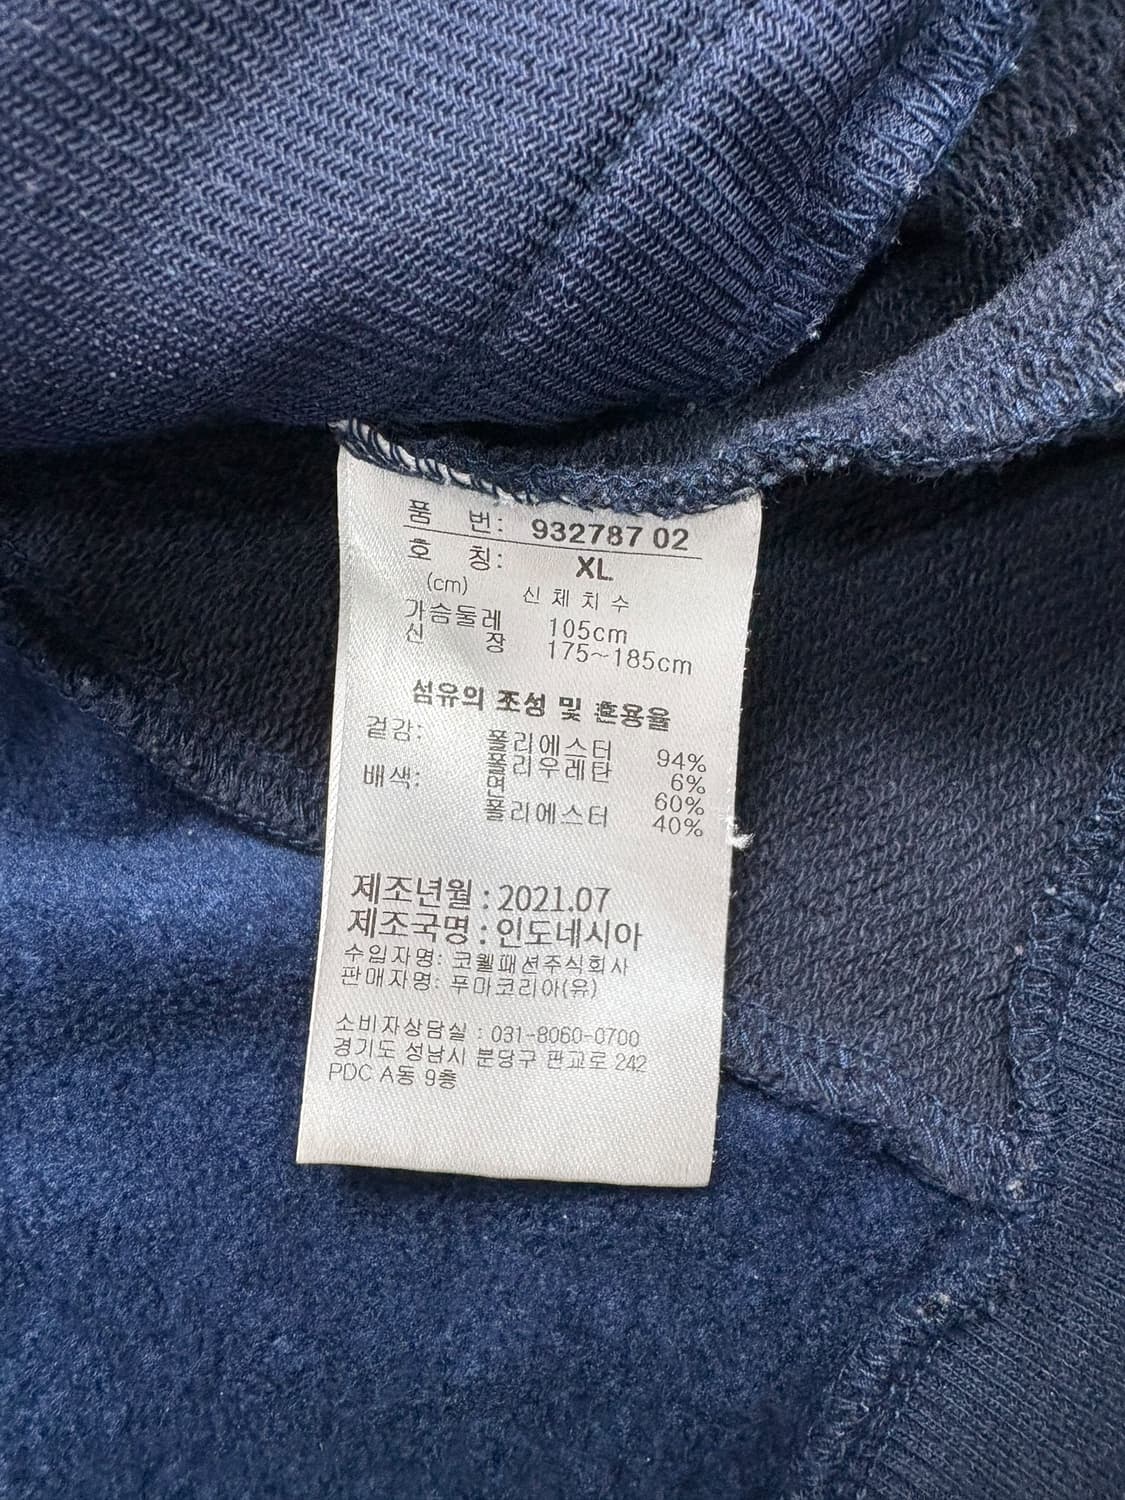 품 번: 932787 02
호 칭: XL
(cm) 신 체 치 수
가슴둘레 105cm
신 장 175~185cm
섬유의 조성 및 혼용율
겉감: 폴리에스터 94%
폴리우레탄 6%
배색: 면 60%
폴리에스터 40%
제조년월 : 2021.07
제조국명 : 인도네시아
수입자명: 코웰패션주식회사
판매자명: 푸마코리아(유)
소비자상담실 : 031-8060-0700
경기도 성남시 분당구 판교로 242
PDC A동 9층